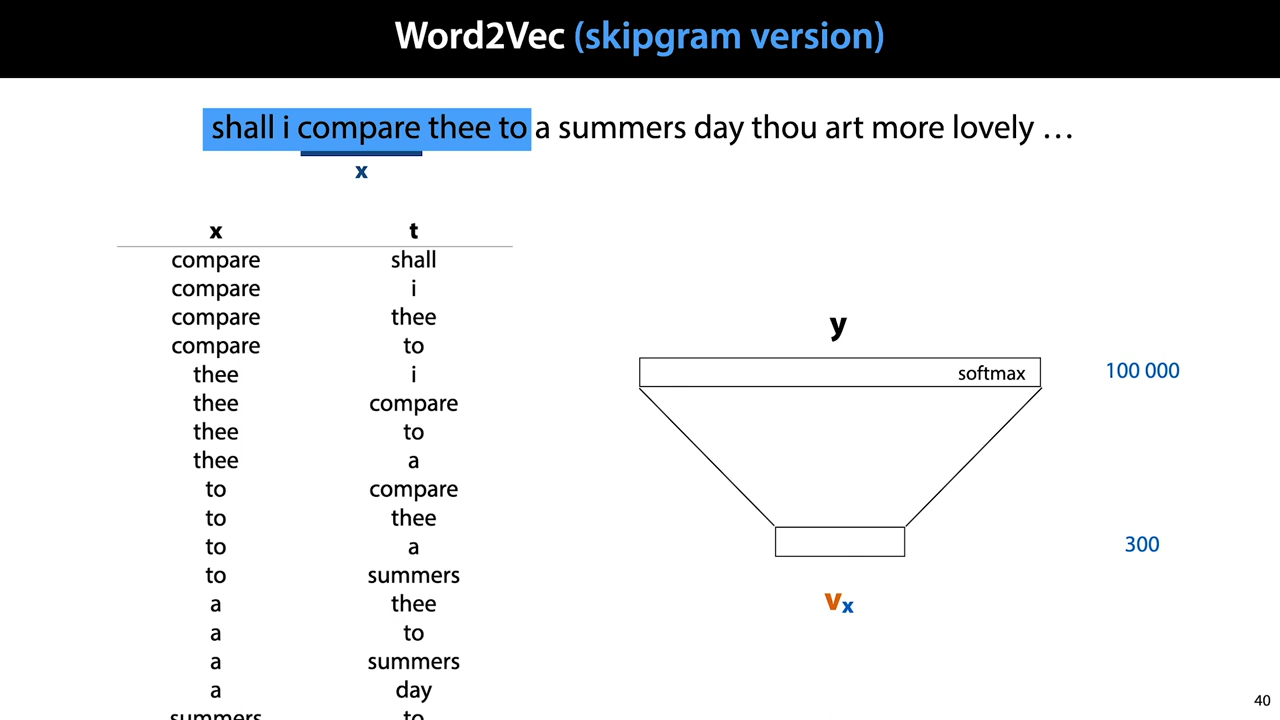 Word2Vec (skipgram version)
shall i compare thee to a summers day thou art more lovely …
x
x t
compare shall
compare i
compare thee
compare to
thee i
thee compare
thee to
thee a
to compare
to thee
to a
to summers
a thee
a to
a summers
a day
summers to
y
softmax 100 000
300
vx
40